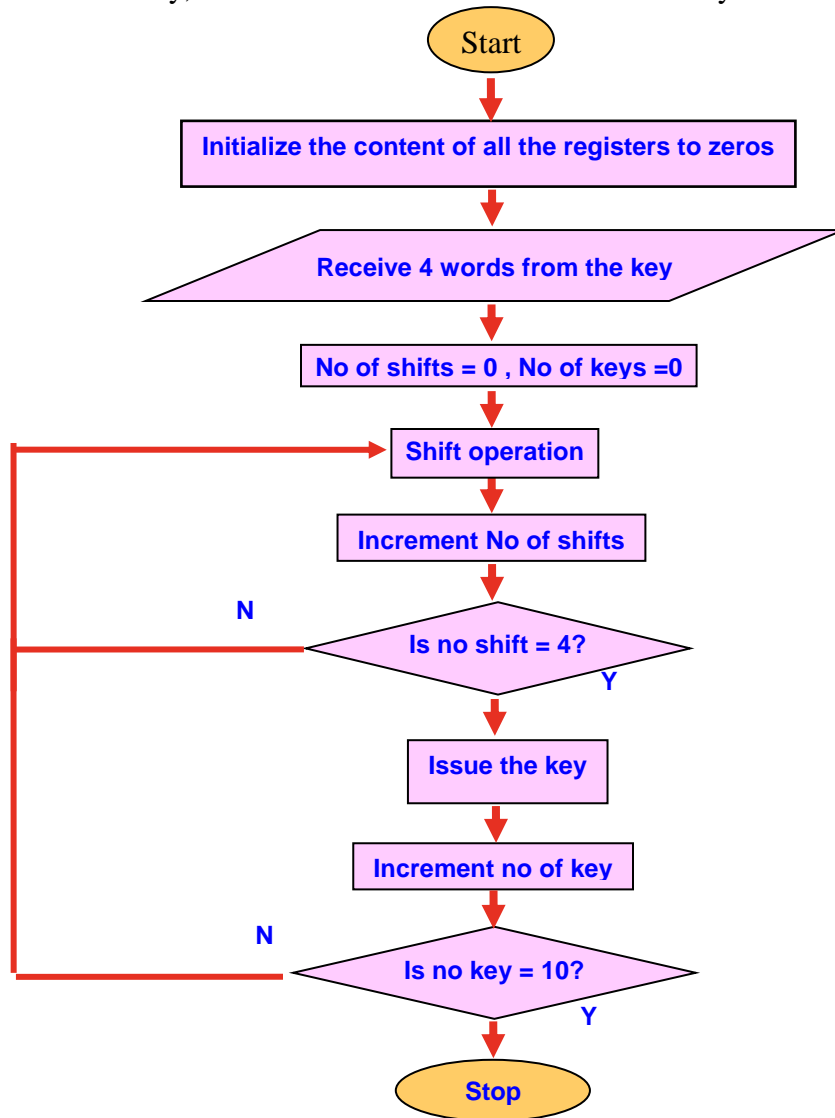 Start
Initialize the content of all the registers to zeros
Receive 4 words from the key
No of shifts = 0 , No of keys =0
Shift operation
Increment No of shifts
N
Is no shift = 4?
Y
Issue the key
Increment no of key
N
Is no key = 10?
Y
Stop